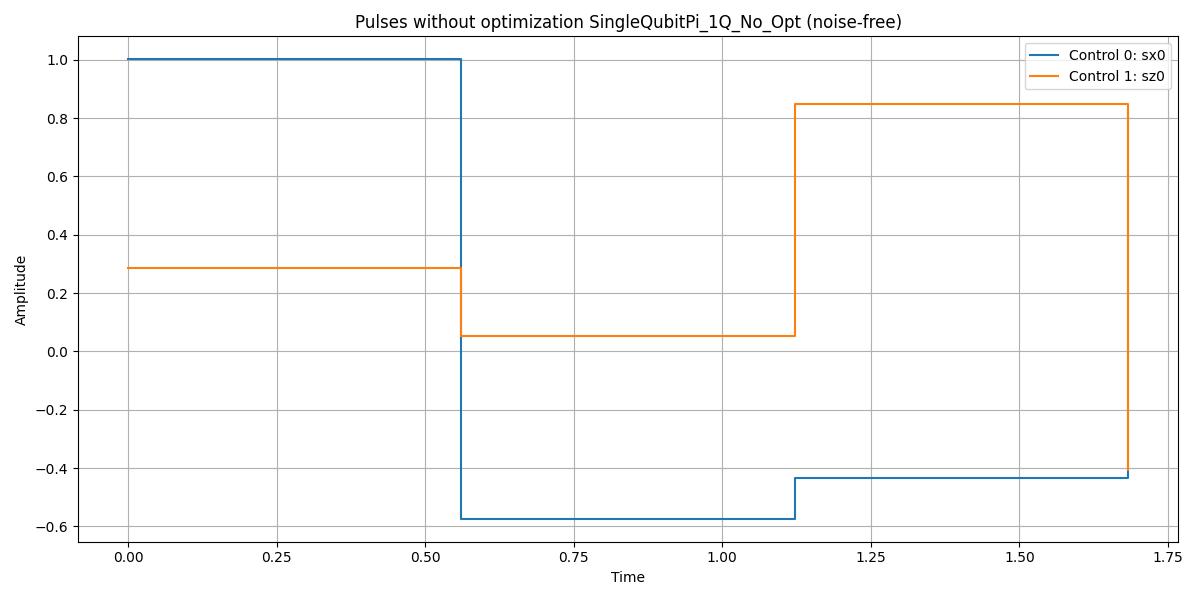 Pulses without optimization SingleQubitPi_1Q_No_Opt (noise-free)
Control 0: sx0
Control 1: sz0
Amplitude
1.0
0.8
0.6
0.4
0.2
0.0
−0.2
−0.4
−0.6
0.00 0.25 0.50 0.75 1.00 1.25 1.50 1.75
Time